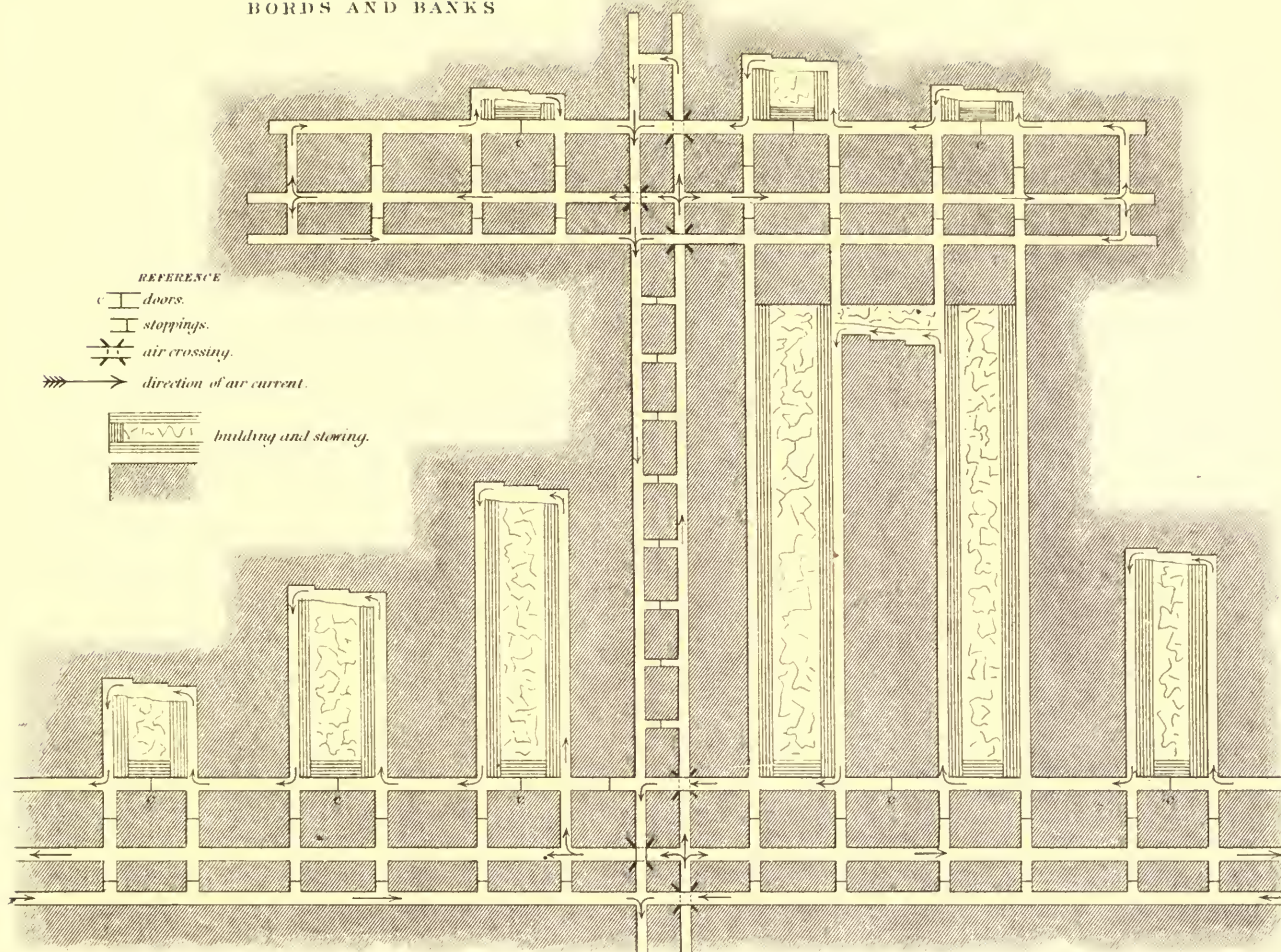 BORDS AND BANKS
c
c
c
REFERENCE
c doors.
stoppings.
air crossing.
direction of air current.
building and stowing.
c
c
c
c
c